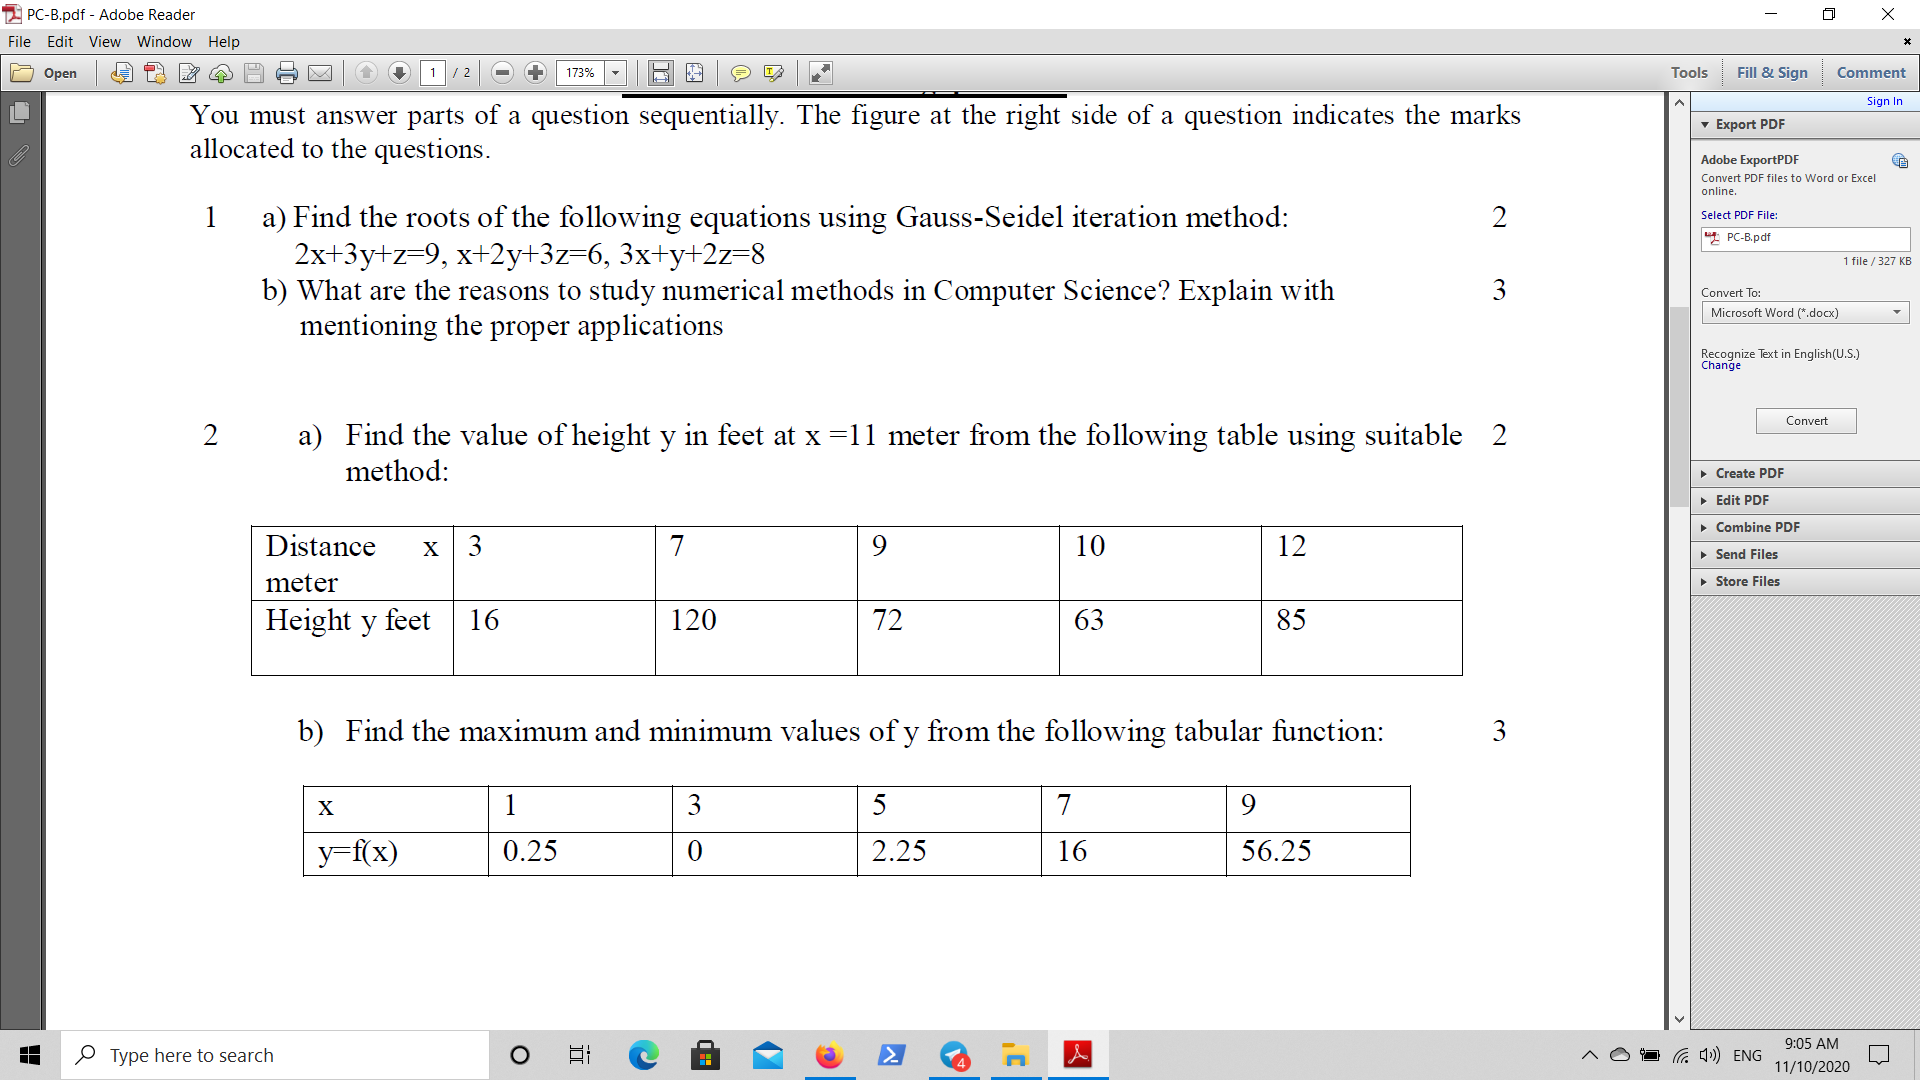 PC-B.pdf - Adobe Reader
File Edit View Window Help
Open 1 / 2 173% Tools Fill & Sign Comment
You must answer parts of a question sequentially. The figure at the right side of a question indicates the marks
allocated to the questions.
1 a) Find the roots of the following equations using Gauss-Seidel iteration method: 2
2x+3y+z=9, x+2y+3z=6, 3x+y+2z=8
b) What are the reasons to study numerical methods in Computer Science? Explain with 3
mentioning the proper applications
2 a) Find the value of height y in feet at x =11 meter from the following table using suitable 2
method:
Distance x meter 3 7 9 10 12
Height y feet 16 120 72 63 85
b) Find the maximum and minimum values of y from the following tabular function: 3
x 1 3 5 7 9
y=f(x) 0.25 0 2.25 16 56.25
Sign In
Export PDF
Adobe ExportPDF
Convert PDF files to Word or Excel
online.
Select PDF File:
PC-B.pdf
1 file / 327 KB
Convert To:
Microsoft Word (*.docx)
Recognize Text in English(U.S.)
Change
Convert
Create PDF
Edit PDF
Combine PDF
Send Files
Store Files
Type here to search
4
ENG
9:05 AM
11/10/2020